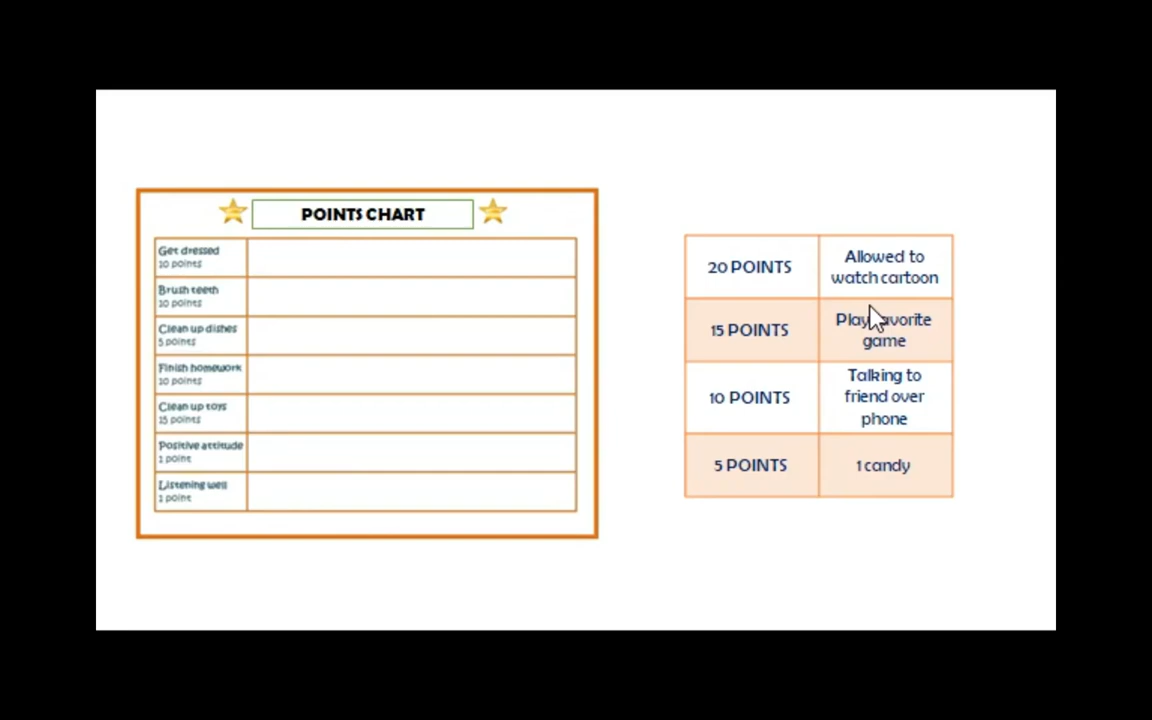 POINTS CHART
Get dressed
10 points
Brush teeth
10 points
Clean up dishes
5 points
Finish homework
10 points
Clean up toys
15 points
Positive attitude
1 point
Listening well
1 point
20 POINTS
Allowed to
watch cartoon
15 POINTS
Play favorite
game
10 POINTS
Talking to
friend over
phone
5 POINTS
1 candy